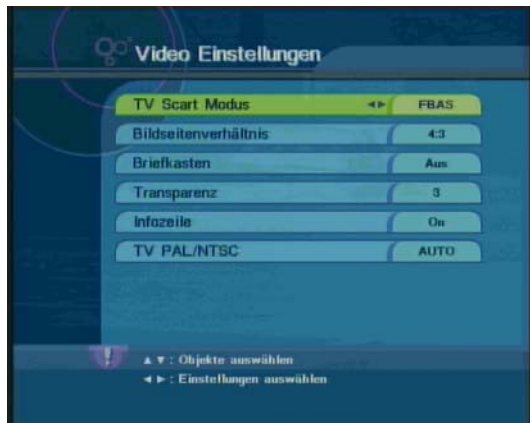 Video Einstellungen
TV Scart Modus ◄► FBAS
Bildseitenverhältnis 4:3
Briefkasten Aus
Transparenz 3
Infozeile On
TV PAL/NTSC AUTO
! ▲ ▼ : Objekte auswählen
◄ ► : Einstellungen auswählen